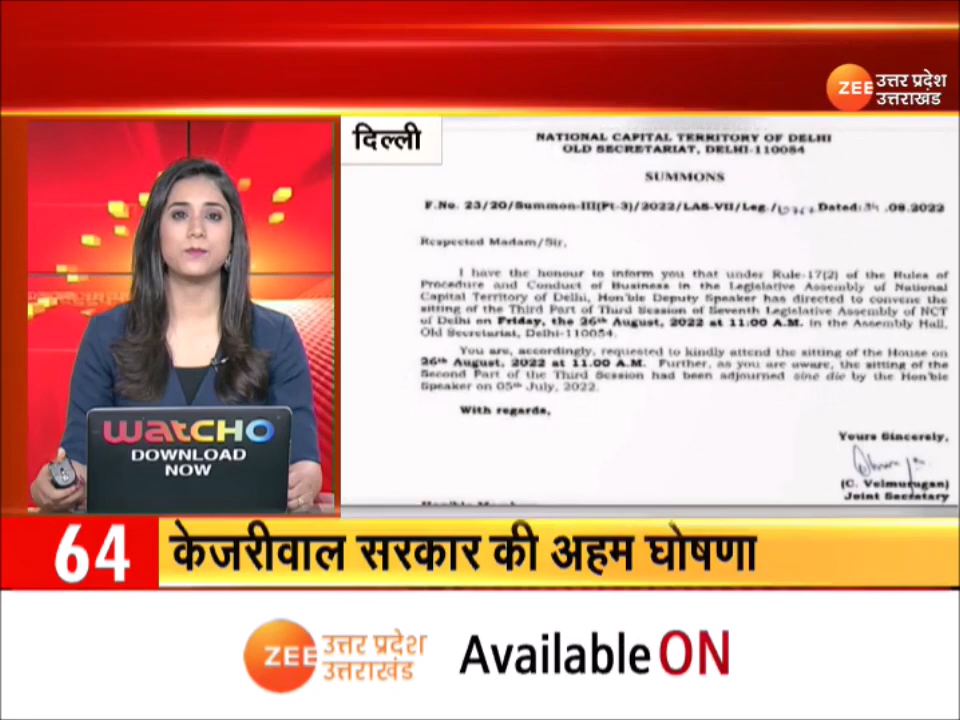 ZEE उत्तर प्रदेश
उत्तराखंड
दिल्ली
NATIONAL CAPITAL TERRITORY OF DELHI
OLD SECRETARIAT, DELHI-110054
SUMMONS
F.No. 23/20/Summon-III(Pt-3)/2022/LAS-VII/Leg./ Dated: .08.2022
Respected Madam/Sir,
I have the honour to inform you that under Rule-17(2) of the Rules of
Procedure and Conduct of Business in the Legislative Assembly of National
Capital Territory of Delhi, Hon'ble Deputy Speaker has directed to convene the
sitting of the Third Part of Third Session of Seventh Legislative Assembly of NCT
of Delhi on Friday, the 26th August, 2022 at 11:00 A.M. in the Assembly Hall,
Old Secretariat, Delhi-110054.
You are, accordingly, requested to kindly attend the sitting of the House on
26th August, 2022 at 11.00 A.M. Further, as you are aware, the sitting of the
Second Part of the Third Session had been adjourned sine die by the Hon'ble
Speaker on 05th July, 2022.
With regards,
Yours Sincerely,
(C. Velmurugan)
Joint Secretary
WATCHO
DOWNLOAD
NOW
64 केजरीवाल सरकार की अहम घोषणा
ZEE उत्तर प्रदेश
उत्तराखंड
Available ON